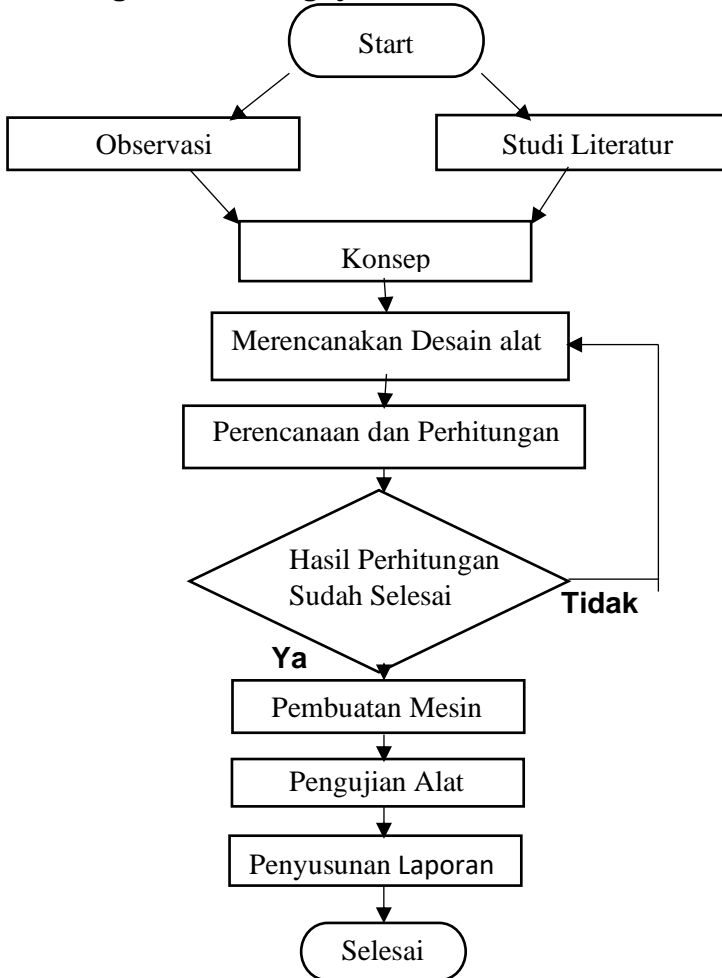 Start
Observasi
Studi Literatur
Konsep
Merencanakan Desain alat
Perencanaan dan Perhitungan
Hasil Perhitungan
Sudah Selesai
Tidak
Ya
Pembuatan Mesin
Pengujian Alat
Penyusunan Laporan
Selesai